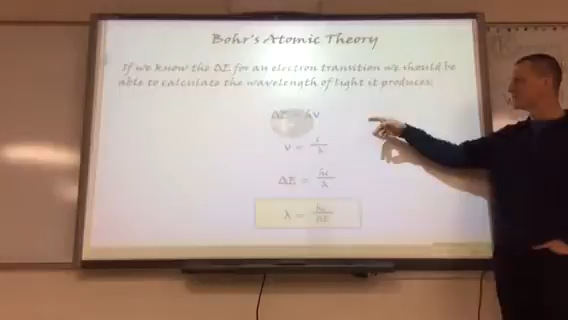 Bohr's Atomic Theory
If we know the ΔE for an electron transition we should be
able to calculate the wavelength of light it produces:
ΔE = hν
ν = c/λ
ΔE = hc/λ
λ = hc/ΔE